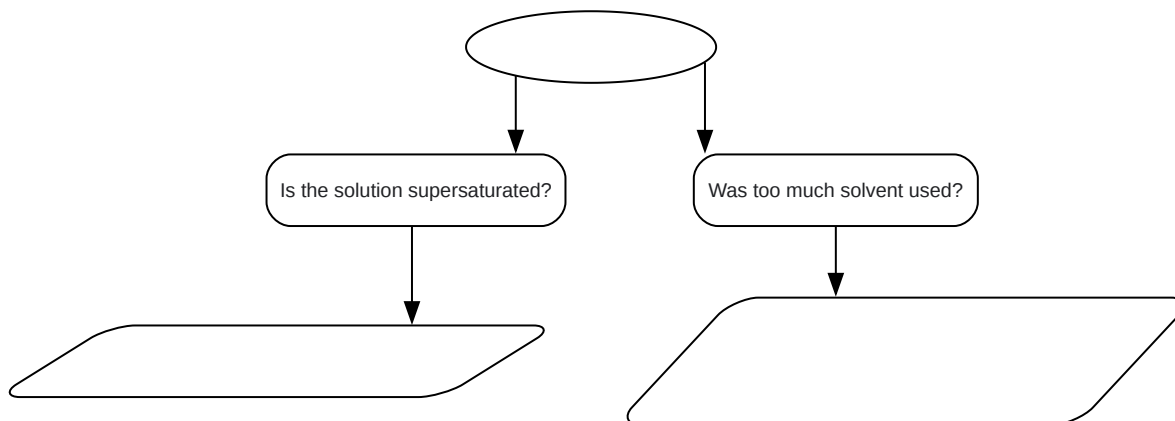 Is the solution supersaturated?
Was too much solvent used?